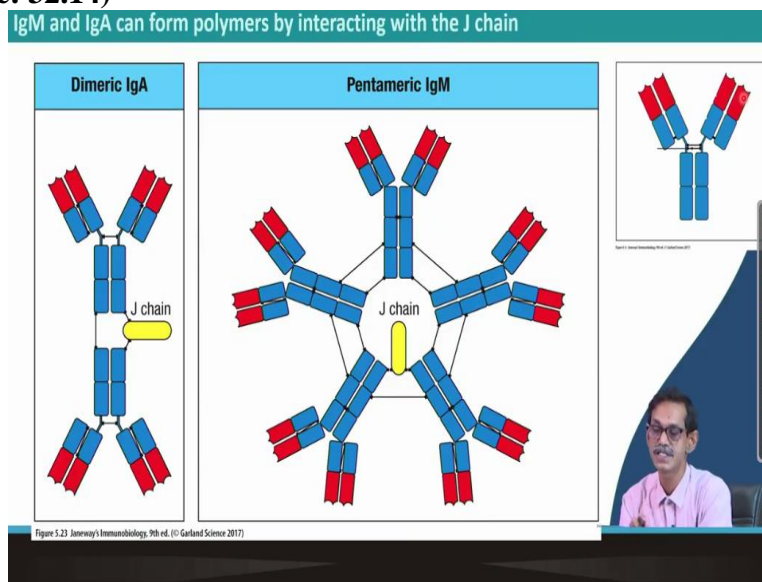 IgM and IgA can form polymers by interacting with the J chain
Dimeric IgA
Pentameric IgM
J chain
J chain
Figure 5.23 Janeway's Immunobiology, 9th ed. (© Garland Science 2017)